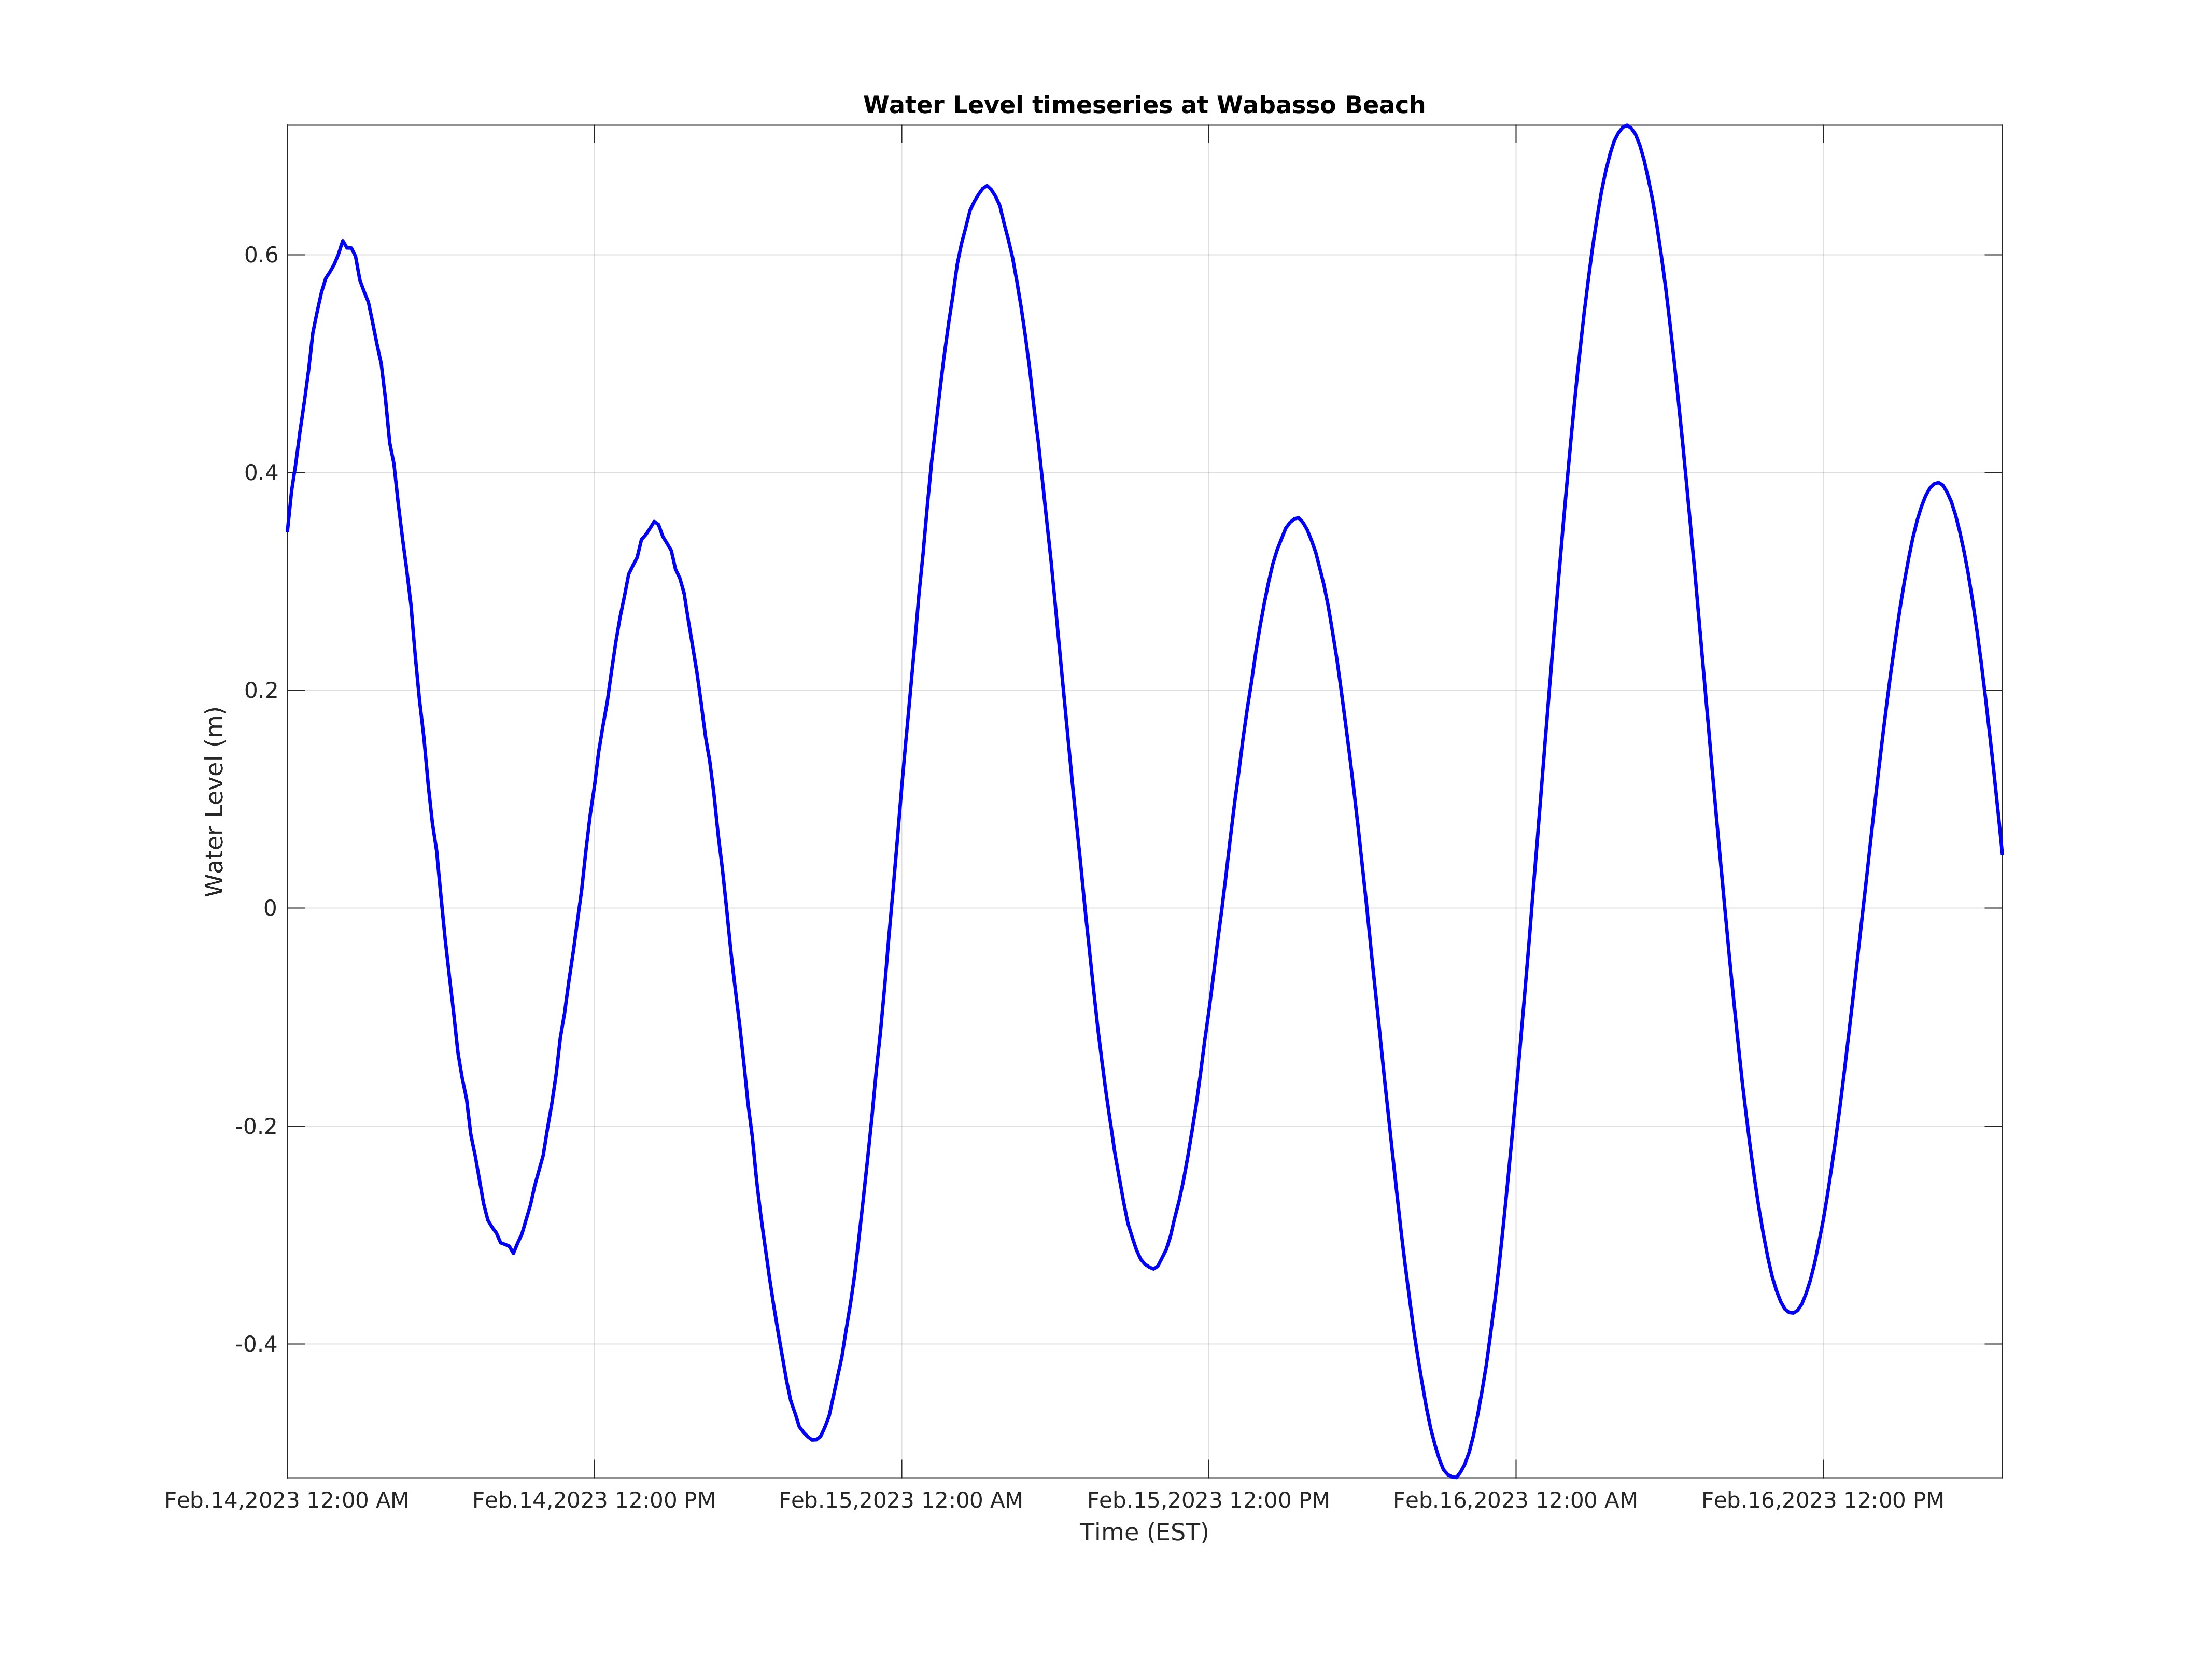 Water Level timeseries at Wabasso Beach
0.6
0.4
0.2
0
-0.2
-0.4
Water Level (m)
Feb.14,2023 12:00 AM Feb.14,2023 12:00 PM Feb.15,2023 12:00 AM Feb.15,2023 12:00 PM Feb.16,2023 12:00 AM Feb.16,2023 12:00 PM
Time (EST)